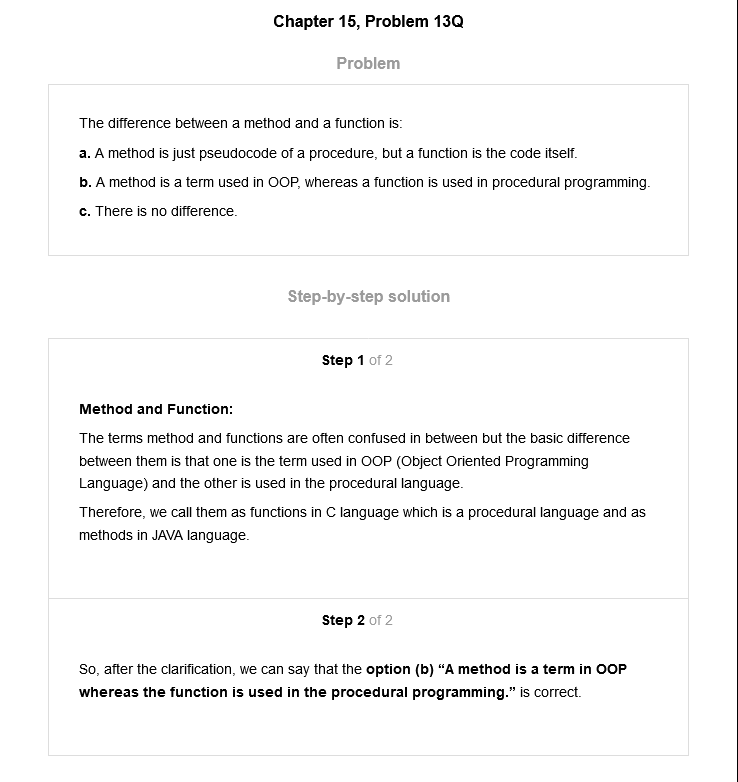 Chapter 15, Problem 13Q
Problem
The difference between a method and a function is:
a. A method is just pseudocode of a procedure, but a function is the code itself.
b. A method is a term used in OOP, whereas a function is used in procedural programming.
c. There is no difference.
Step-by-step solution
Step 1 of 2
Method and Function:
The terms method and functions are often confused in between but the basic difference
between them is that one is the term used in OOP (Object Oriented Programming
Language) and the other is used in the procedural language.
Therefore, we call them as functions in C language which is a procedural language and as
methods in JAVA language.
Step 2 of 2
So, after the clarification, we can say that the option (b) “A method is a term in OOP
whereas the function is used in the procedural programming.” is correct.